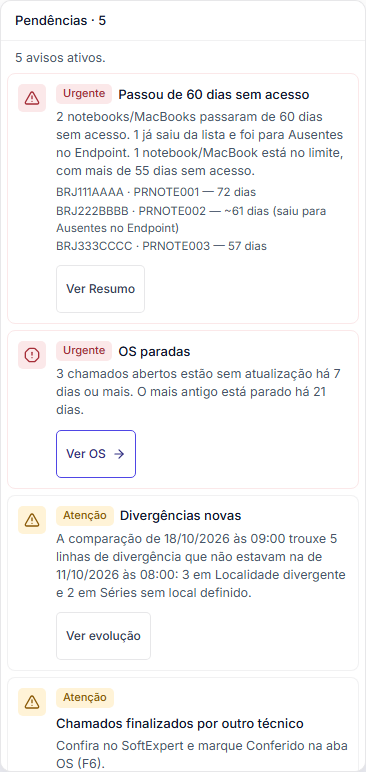 Pendências · 5
5 avisos ativos.
Urgente Passou de 60 dias sem acesso
2 notebooks/MacBooks passaram de 60 dias
sem acesso. 1 já saiu da lista e foi para Ausentes
no Endpoint. 1 notebook/MacBook está no limite,
com mais de 55 dias sem acesso.
BRJ111AAAA · PRNOTE001 — 72 dias
BRJ222BBBB · PRNOTE002 — ~61 dias (saiu para
Ausentes no Endpoint)
BRJ333CCCC · PRNOTE003 — 57 dias
Ver Resumo
Urgente OS paradas
3 chamados abertos estão sem atualização há 7
dias ou mais. O mais antigo está parado há 21
dias.
Ver OS →
Atenção Divergências novas
A comparação de 18/10/2026 às 09:00 trouxe 5
linhas de divergência que não estavam na de
11/10/2026 às 08:00: 3 em Localidade divergente
e 2 em Séries sem local definido.
Ver evolução
Atenção
Chamados finalizados por outro técnico
Confira no SoftExpert e marque Conferido na aba
OS (F6).